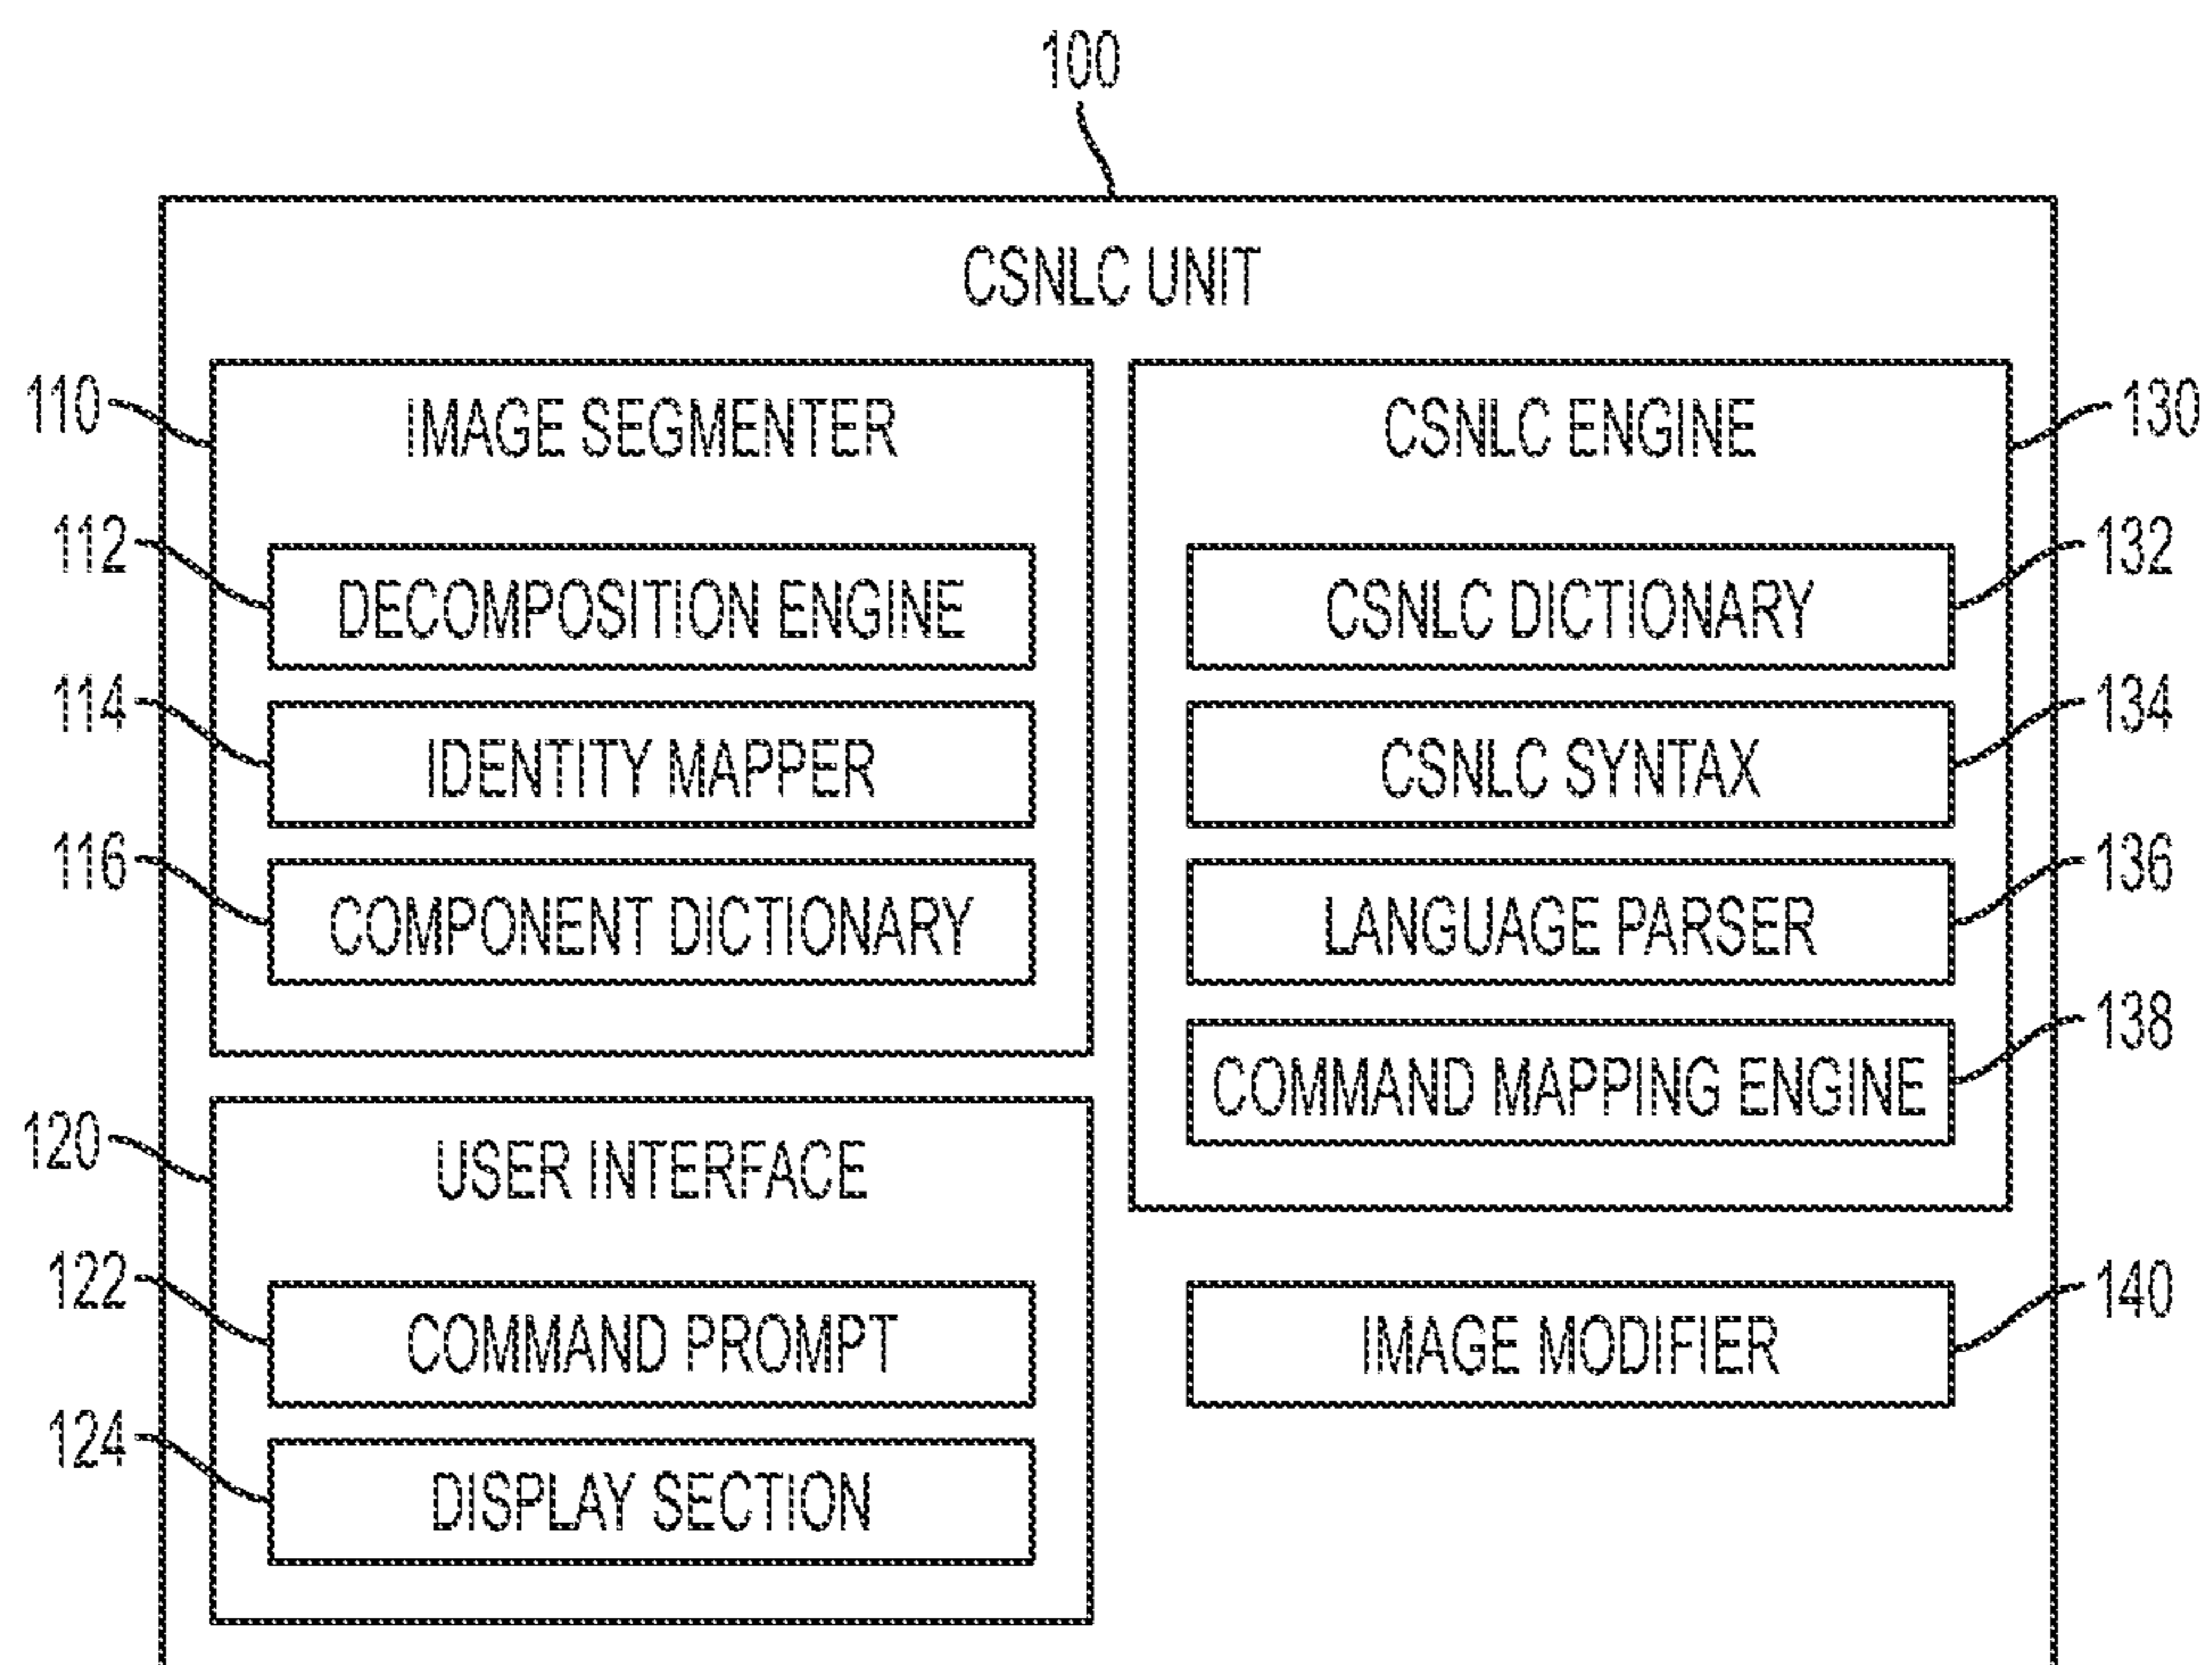 100
CSNLC UNIT
110
IMAGE SEGMENTER
112
DECOMPOSITION ENGINE
114
IDENTITY MAPPER
116
COMPONENT DICTIONARY
120
USER INTERFACE
122
COMMAND PROMPT
124
DISPLAY SECTION
CSNLC ENGINE
130
CSNLC DICTIONARY
132
CSNLC SYNTAX
134
LANGUAGE PARSER
136
COMMAND MAPPING ENGINE
138
IMAGE MODIFIER
140